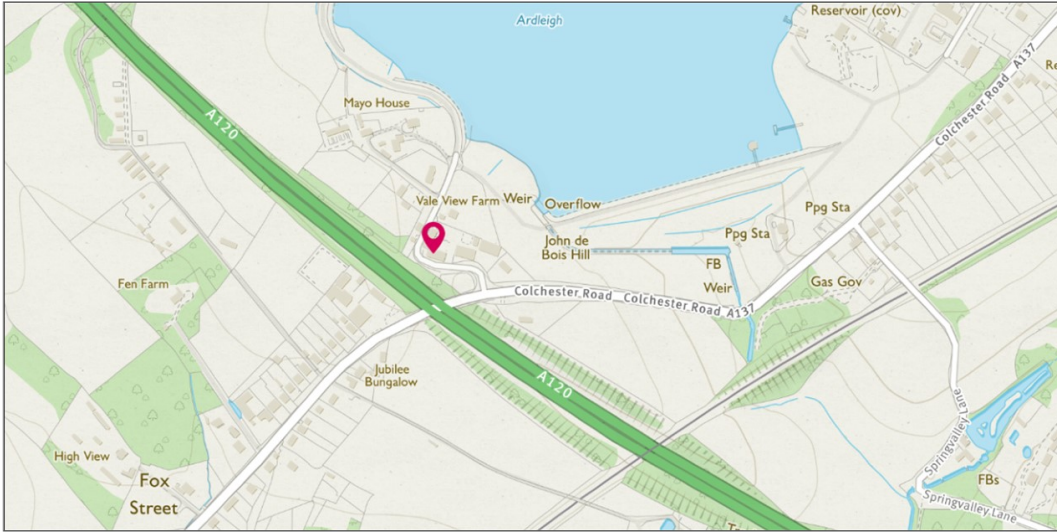 Ardleigh
Reservoir (cov)
A120
Mayo House
Colchester Road A137
Vale View Farm
Weir
Overflow
Ppg Sta
Ppg Sta
John de
Bois Hill
FB
Weir
Gas Gov
Fen Farm
Colchester Road
Colchester Road A137
Jubilee
Bungalow
A120
Springvalley Lane
High View
Fox
Street
FBs
Springvalley Lane